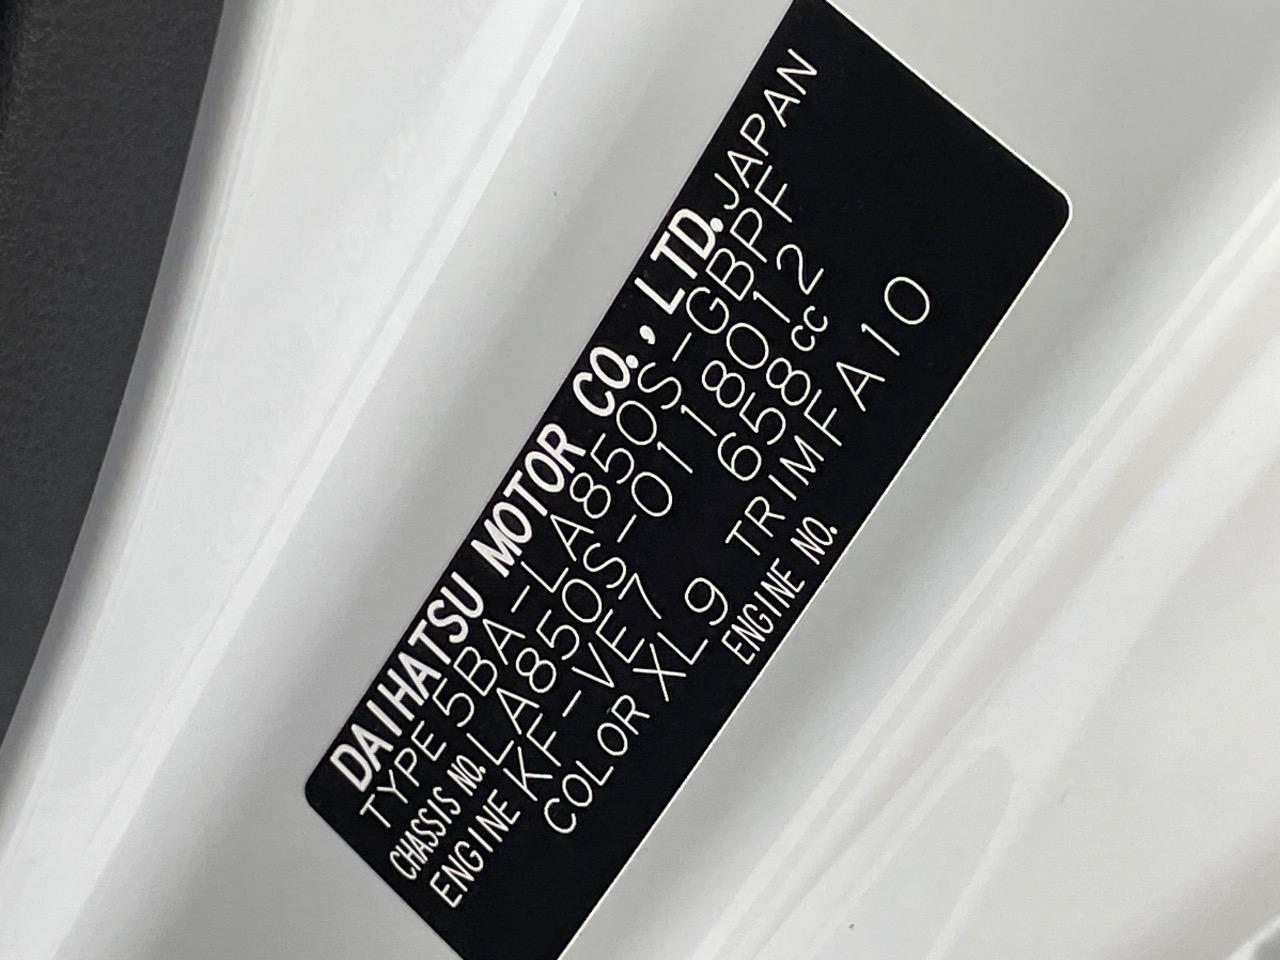 DAIHATSU MOTOR CO., LTD. JAPAN
TYPE 5BA-LA850S-GBPF
CHASSIS NO. LA850S-0118012
ENGINE KF-VE7 658cc
COLOR XL9 TRIM FA10
ENGINE NO.